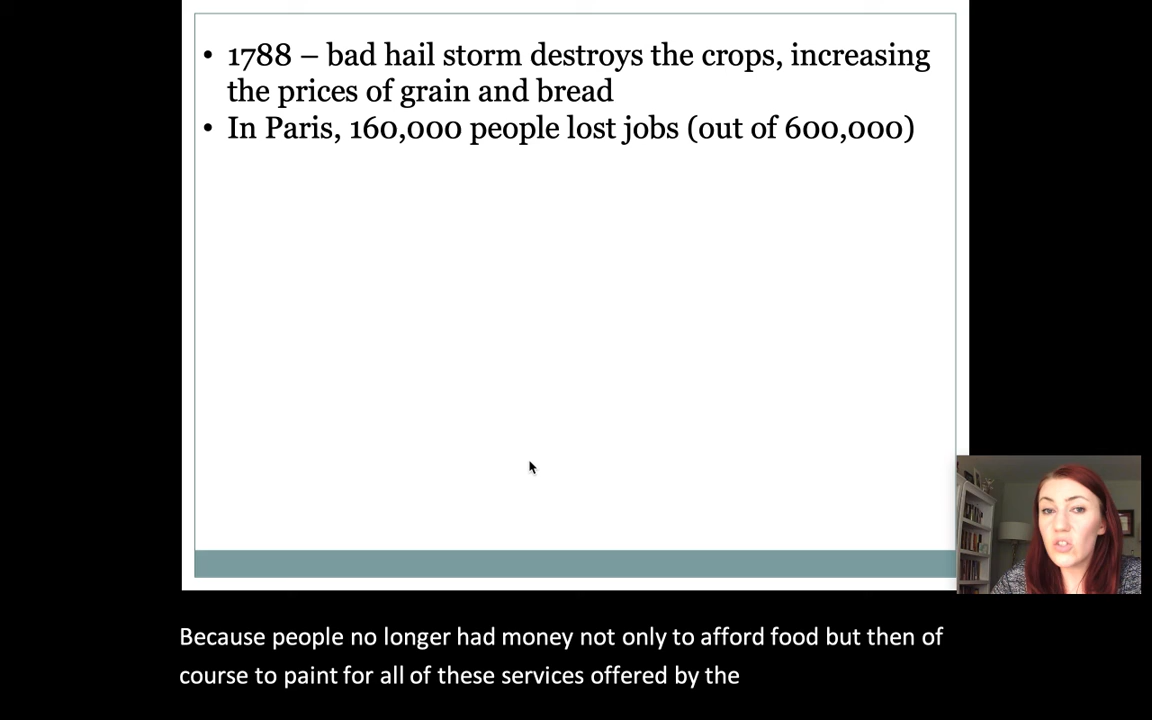 • 1788 – bad hail storm destroys the crops, increasing
the prices of grain and bread
• In Paris, 160,000 people lost jobs (out of 600,000)
Because people no longer had money not only to afford food but then of
course to paint for all of these services offered by the